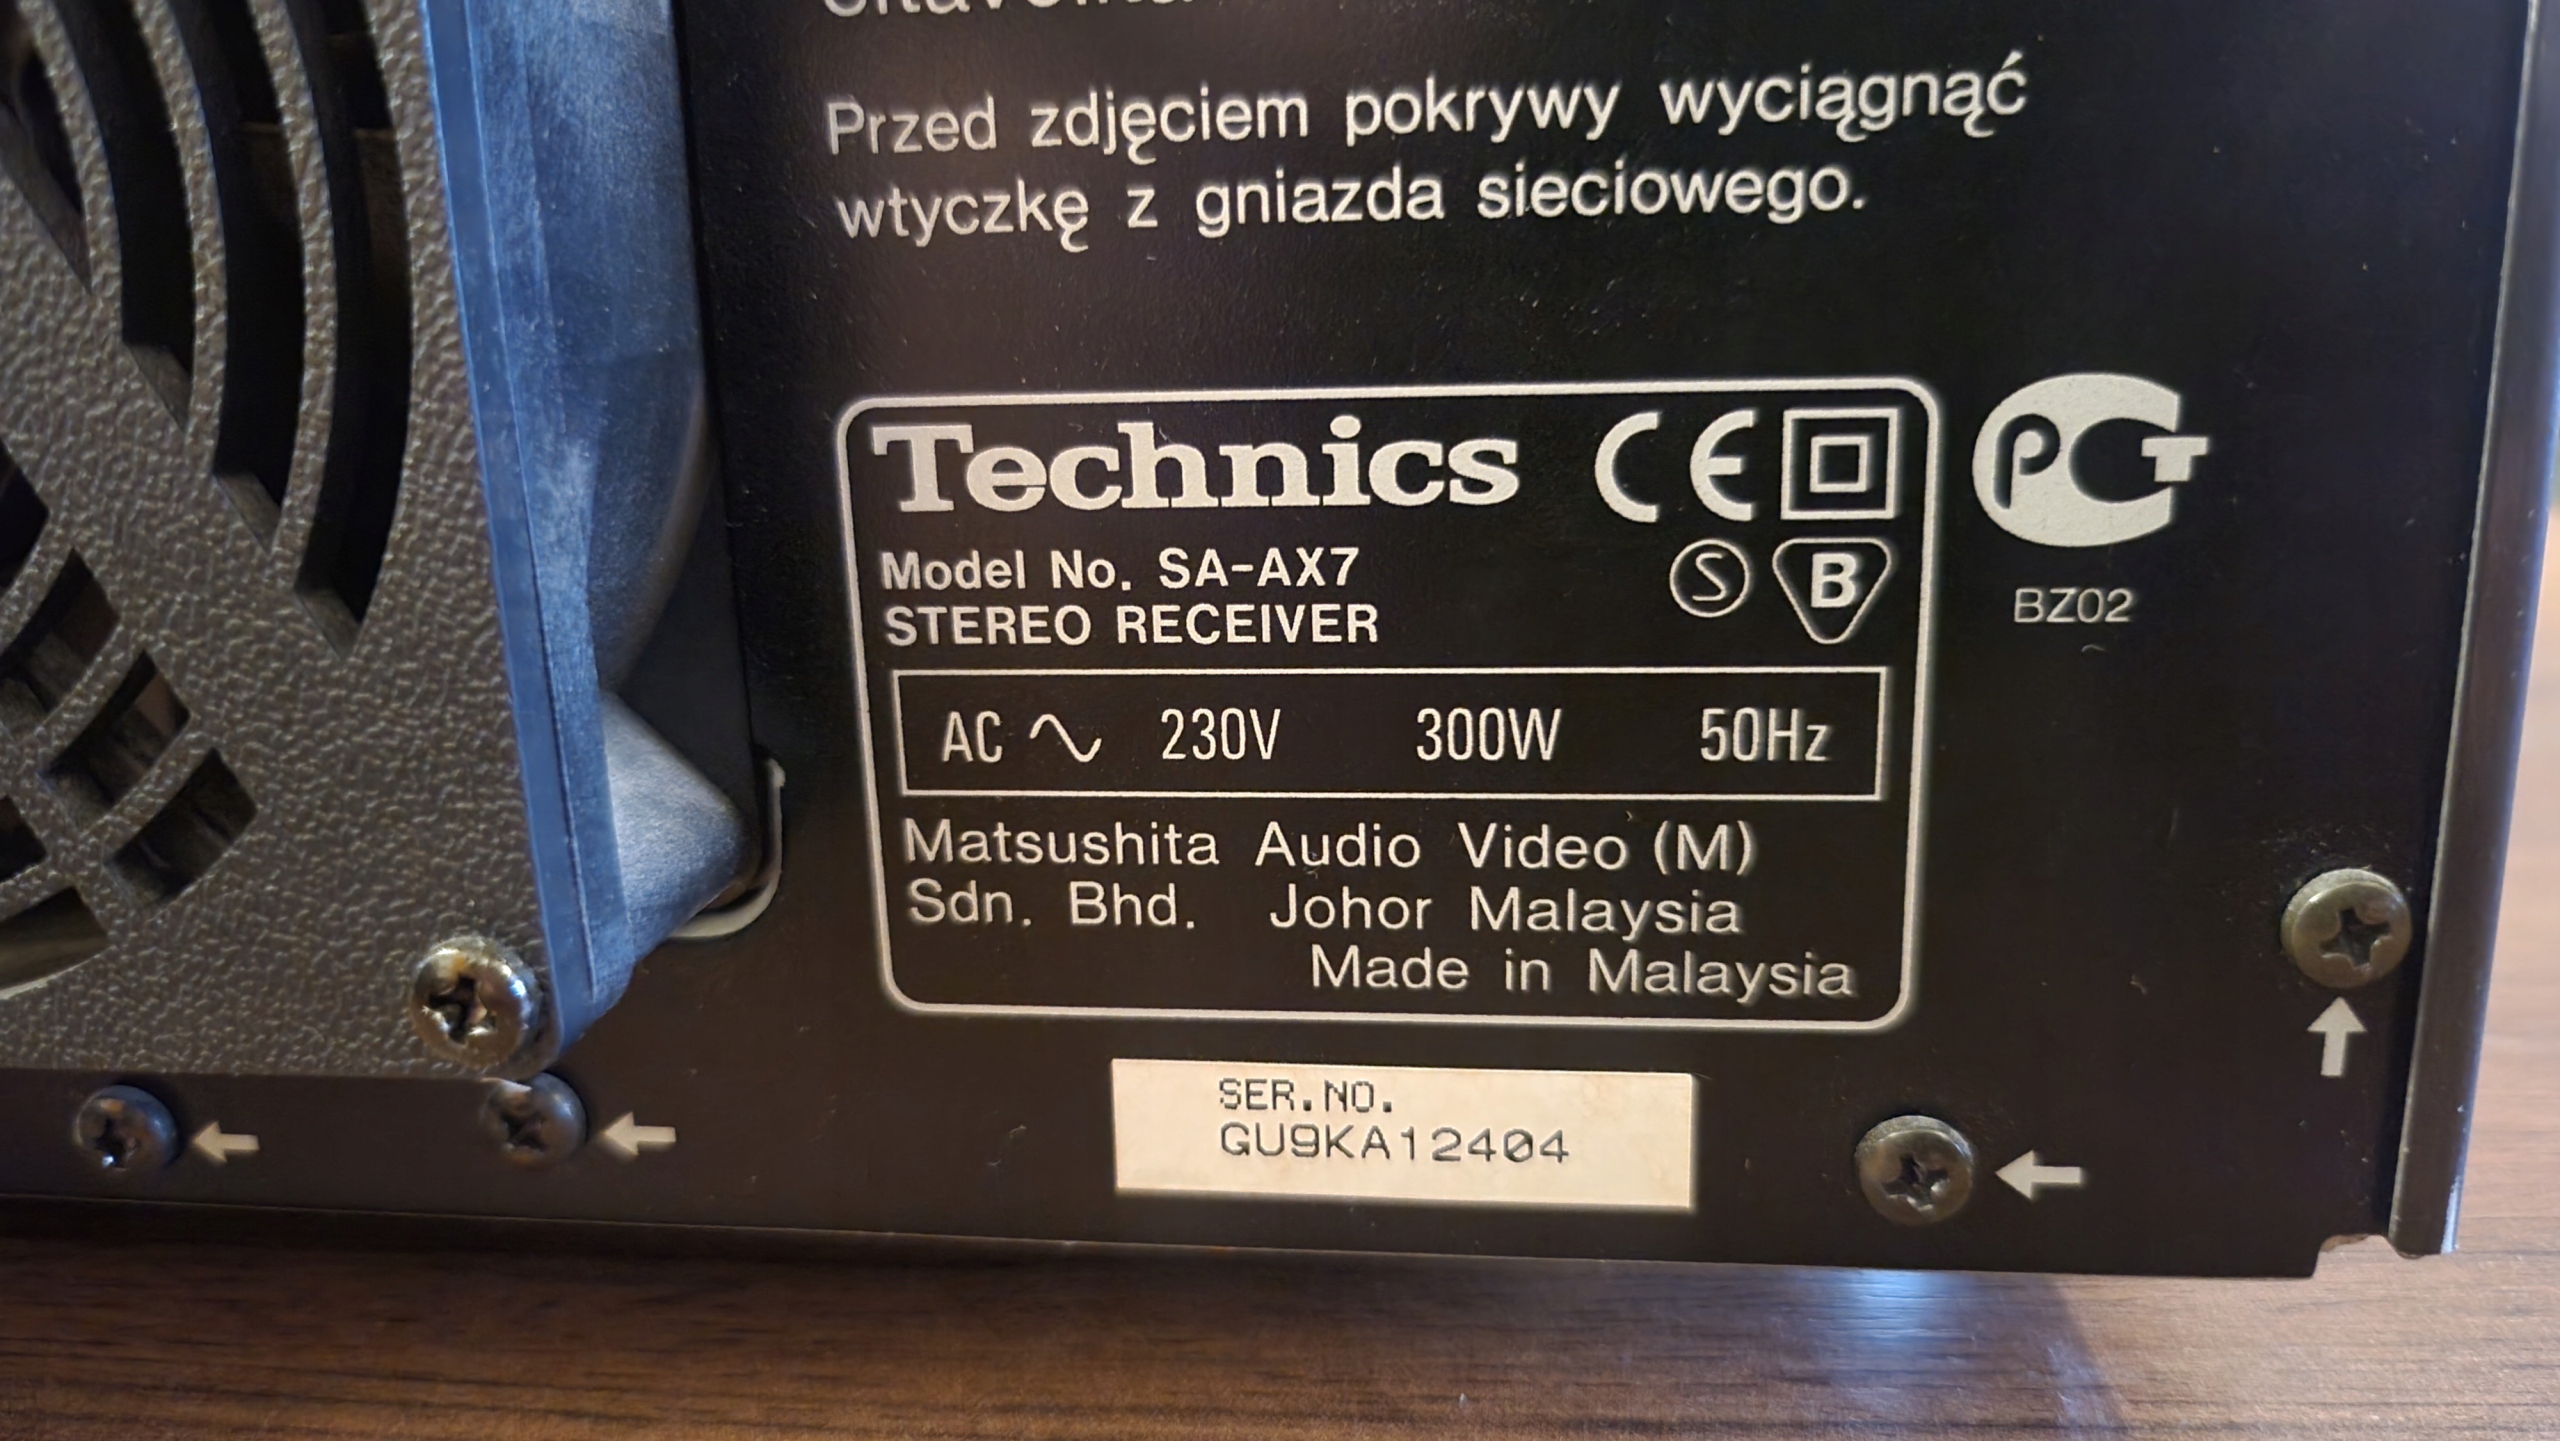 Przed zdjęciem pokrywy wyciągnąć
wtyczkę z gniazda sieciowego.
Technics CE
Model No. SA-AX7 S B
STEREO RECEIVER
PCT
BZ02
AC ∿ 230V 300W 50Hz
Matsushita Audio Video (M)
Sdn. Bhd. Johor Malaysia
Made in Malaysia
SER.NO.
GU9KA12404